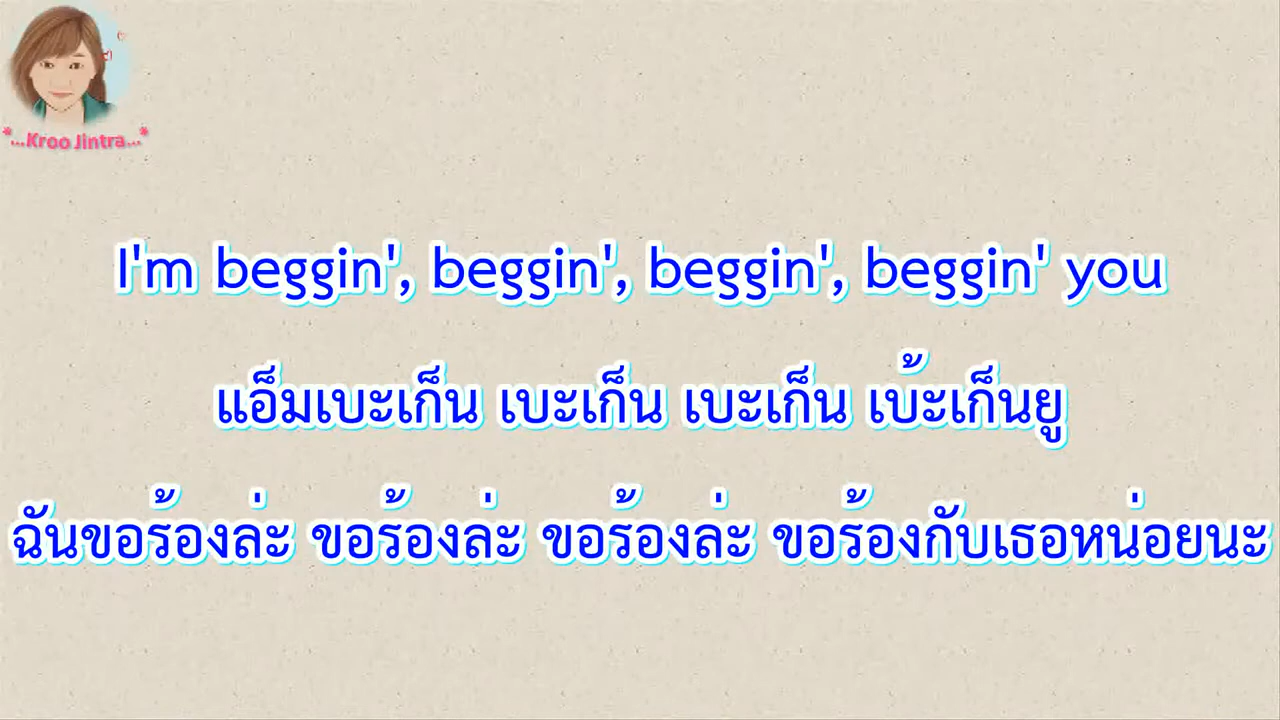 *...Kroo Jintra...*
I'm beggin', beggin', beggin', beggin' you
แอ็มเบะเก็น เบะเก็น เบะเก็น เบ้ะเก็นยู
ฉันขอร้องล่ะ ขอร้องล่ะ ขอร้องล่ะ ขอร้องกับเธอหน่อยนะ